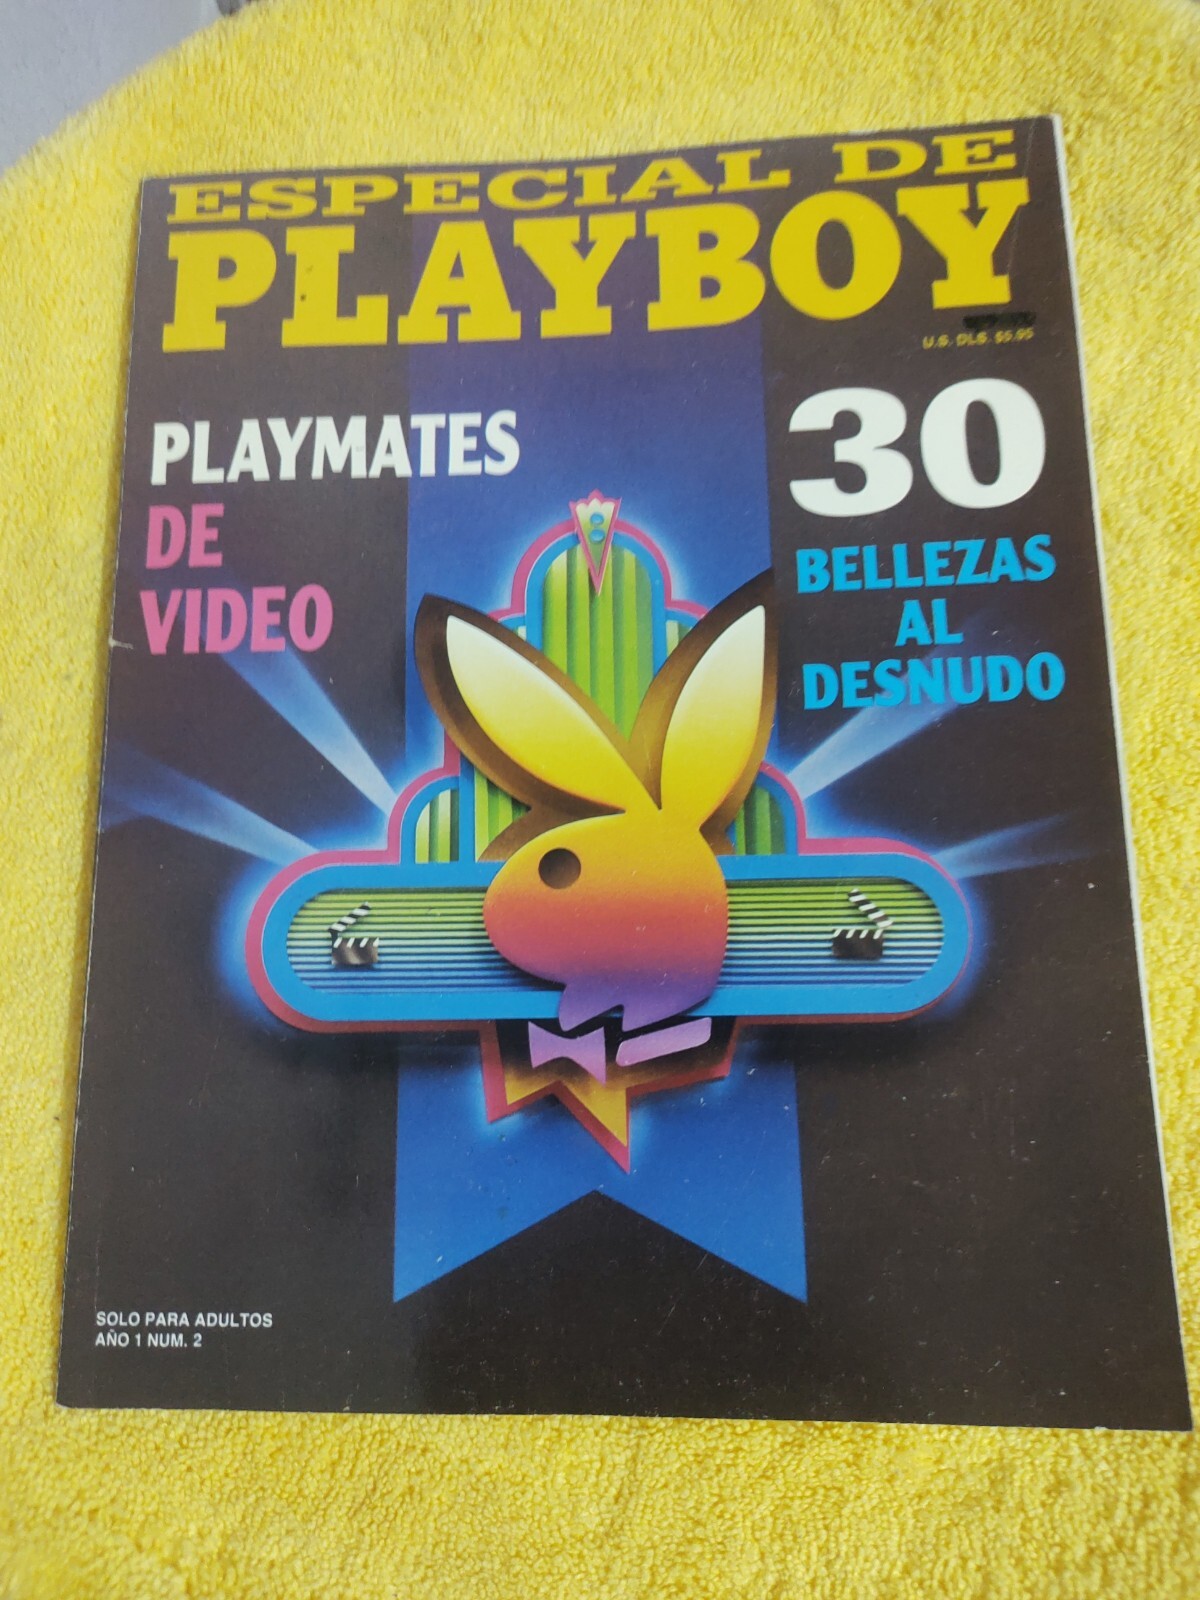 ESPECIAL DE
PLAYBOY
U.S. DLS. $5.95
PLAYMATES
DE
VIDEO
30
BELLEZAS
AL
DESNUDO
SOLO PARA ADULTOS
AÑO 1 NUM. 2